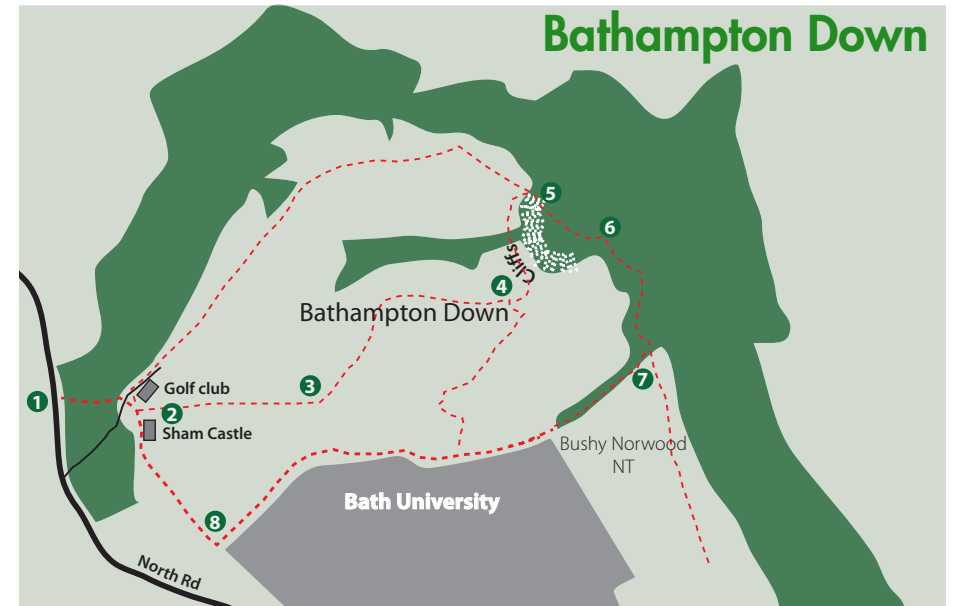 Bathampton Down
5
6
Cliffs
4
Bathampton Down
3
7
Golf club
1
2
Sham Castle
Bushy Norwood
NT
Bath University
8
North Rd